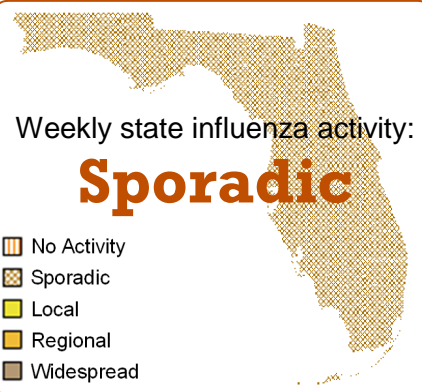 Weekly state influenza activity:
Sporadic
No Activity
Sporadic
Local
Regional
Widespread